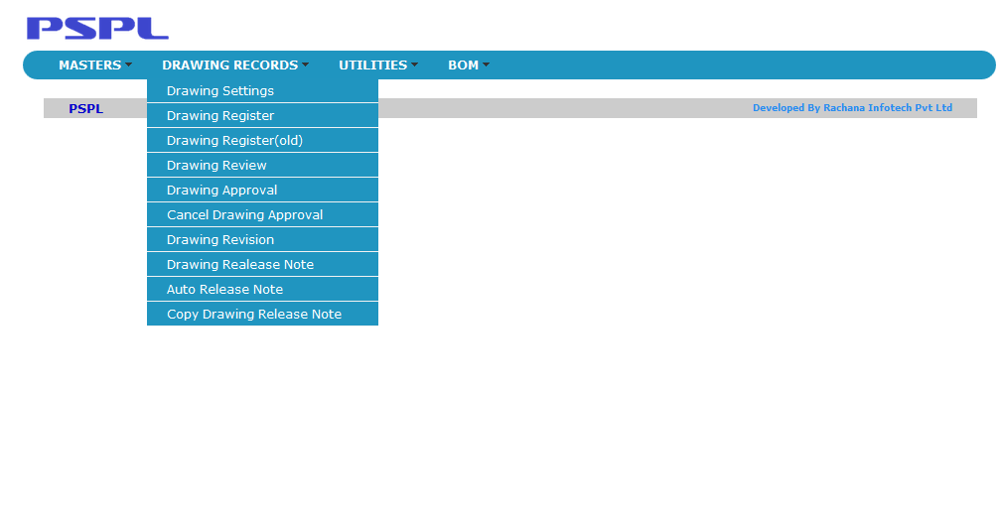 PSPL
MASTERS DRAWING RECORDS UTILITIES BOM
Drawing Settings
PSPL Developed By Rachana Infotech Pvt Ltd
Drawing Register
Drawing Register(old)
Drawing Review
Drawing Approval
Cancel Drawing Approval
Drawing Revision
Drawing Realease Note
Auto Release Note
Copy Drawing Release Note